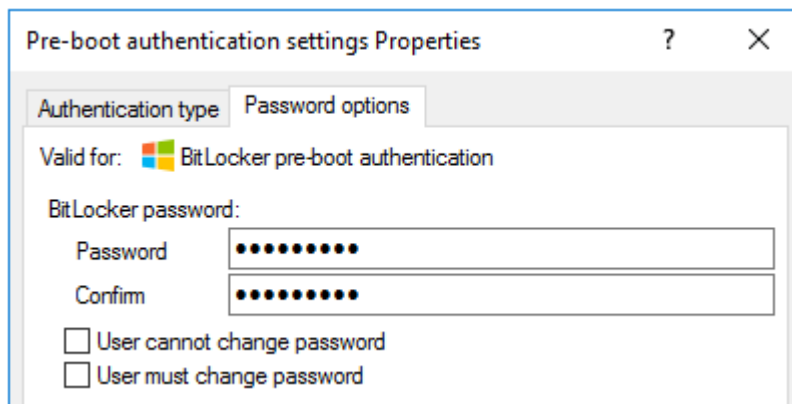 Pre-boot authentication settings Properties ?
Authentication type Password options
Valid for: BitLocker pre-boot authentication
BitLocker password:
Password •••••••••
Confirm •••••••••
User cannot change password
User must change password